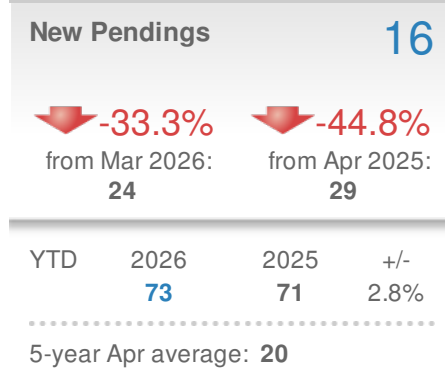 New Pendings 16
-33.3% -44.8%
from Mar 2026: from Apr 2025:
24 29
YTD 2026 2025 +/-
73 71 2.8%
5-year Apr average: 20